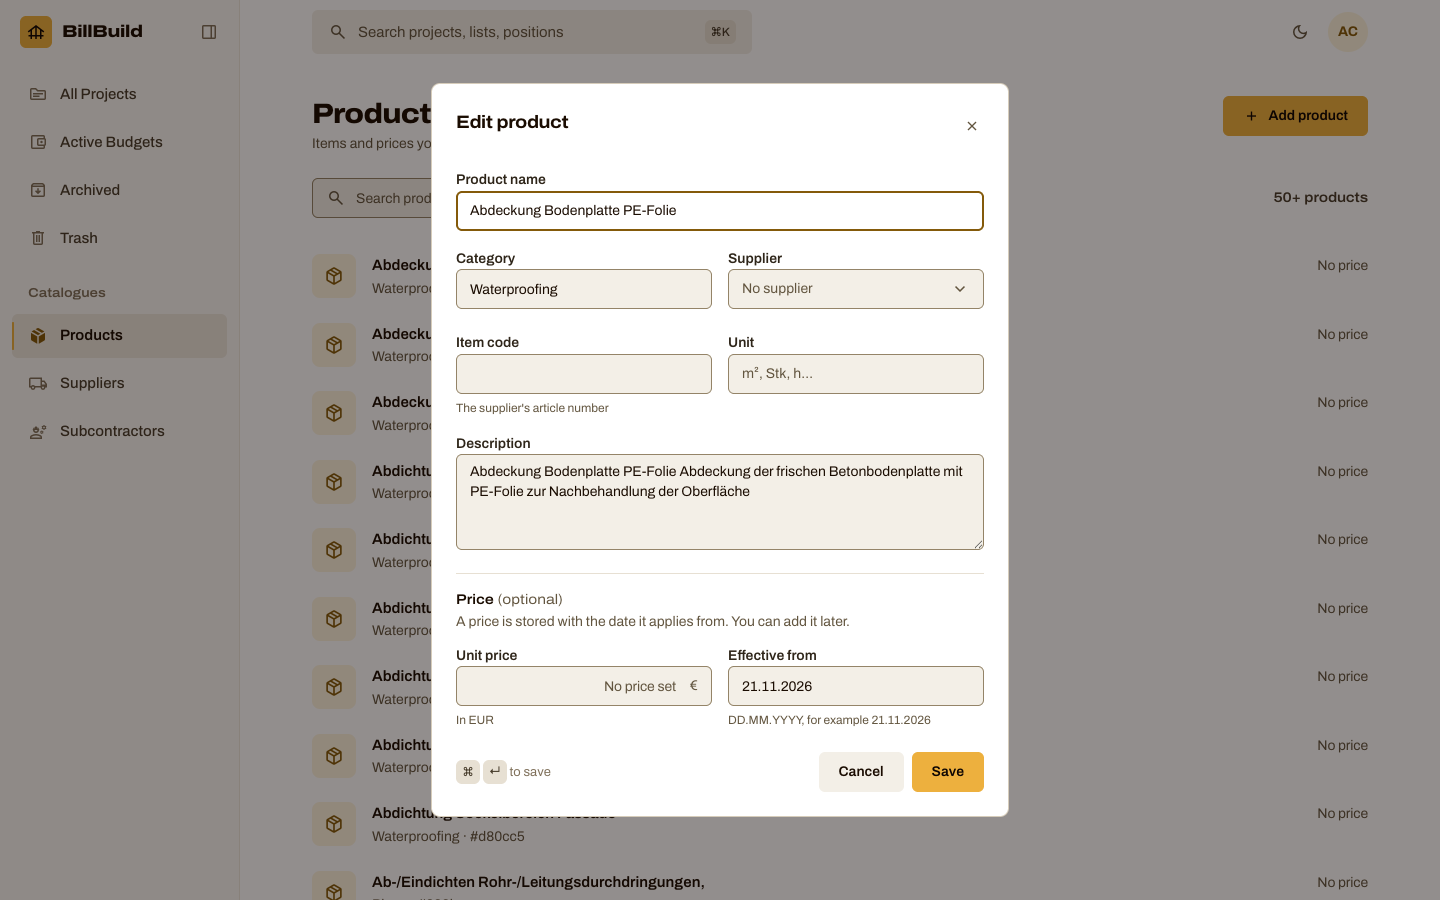 BillBuild
Search projects, lists, positions
⌘K
AC
All Projects
Active Budgets
Archived
Trash
Catalogues
Products
Suppliers
Subcontractors
Product
Items and prices yo
Add product
Search prod
50+ products
Abdecku
Waterproo
No price
Abdecku
Waterproo
No price
Abdecku
Waterproo
No price
Abdichtu
Waterproo
No price
Abdichtu
Waterproo
No price
Abdichtu
Waterproo
No price
Abdichtu
Waterproo
No price
Abdichtu
Waterproo
No price
Waterproofing · #d80cc5
No price
Ab-/Eindichten Rohr-/Leitungsdurchdringungen,
No price
Edit product
Product name
Abdeckung Bodenplatte PE-Folie
Category
Supplier
Waterproofing
No supplier
Item code
Unit
m², Stk, h...
The supplier's article number
Description
Abdeckung Bodenplatte PE-Folie Abdeckung der frischen Betonbodenplatte mit
PE-Folie zur Nachbehandlung der Oberfläche
Price (optional)
A price is stored with the date it applies from. You can add it later.
Unit price
Effective from
No price set €
21.11.2026
In EUR
DD.MM.YYYY, for example 21.11.2026
⌘ ↵ to save
Cancel
Save